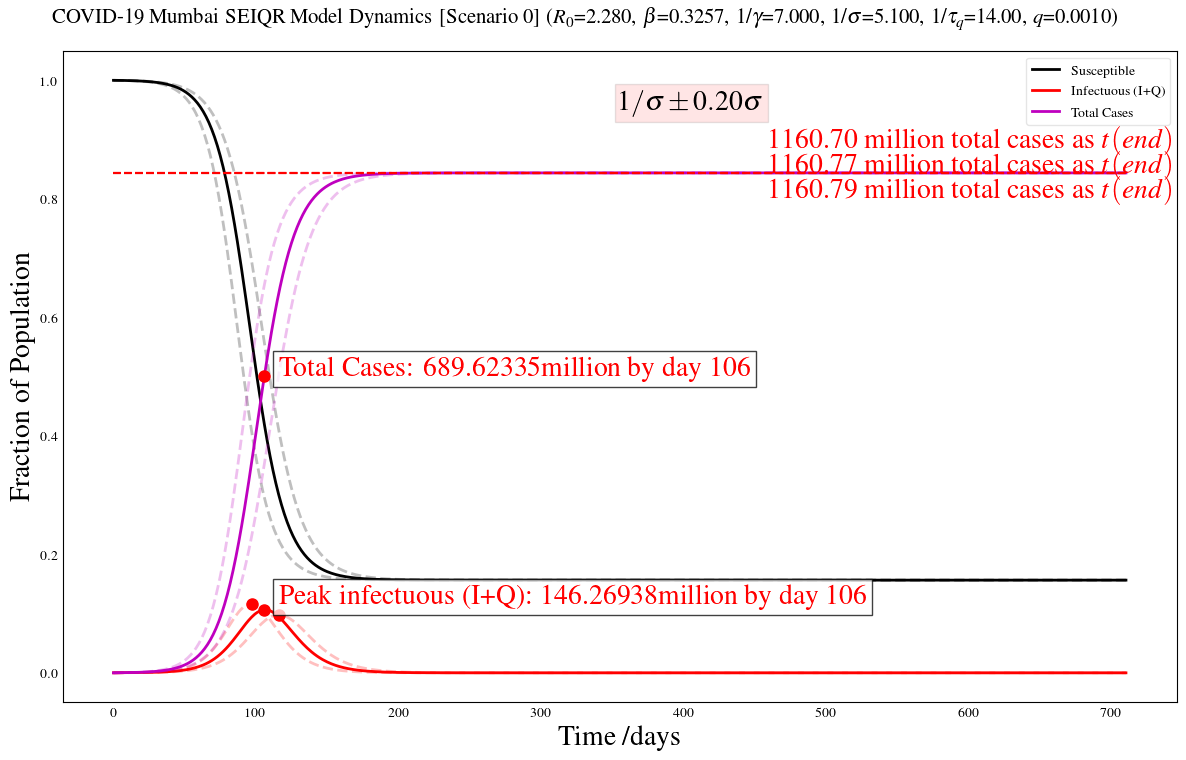 COVID-19 Mumbai SEIQR Model Dynamics [Scenario 0] (R₀=2.280, β=0.3257, 1/γ=7.000, 1/σ=5.100, 1/τ_q=14.00, q=0.0010)
Susceptible
Infectuous (I+Q)
Total Cases
1/σ ± 0.20σ
1160.70 million total cases as t(end)
1160.77 million total cases as t(end)
1160.79 million total cases as t(end)
Total Cases: 689.62335million by day 106
Peak infectuous (I+Q): 146.26938million by day 106
Fraction of Population
1.0
0.8
0.6
0.4
0.2
0.0
0 100 200 300 400 500 600 700
Time /days